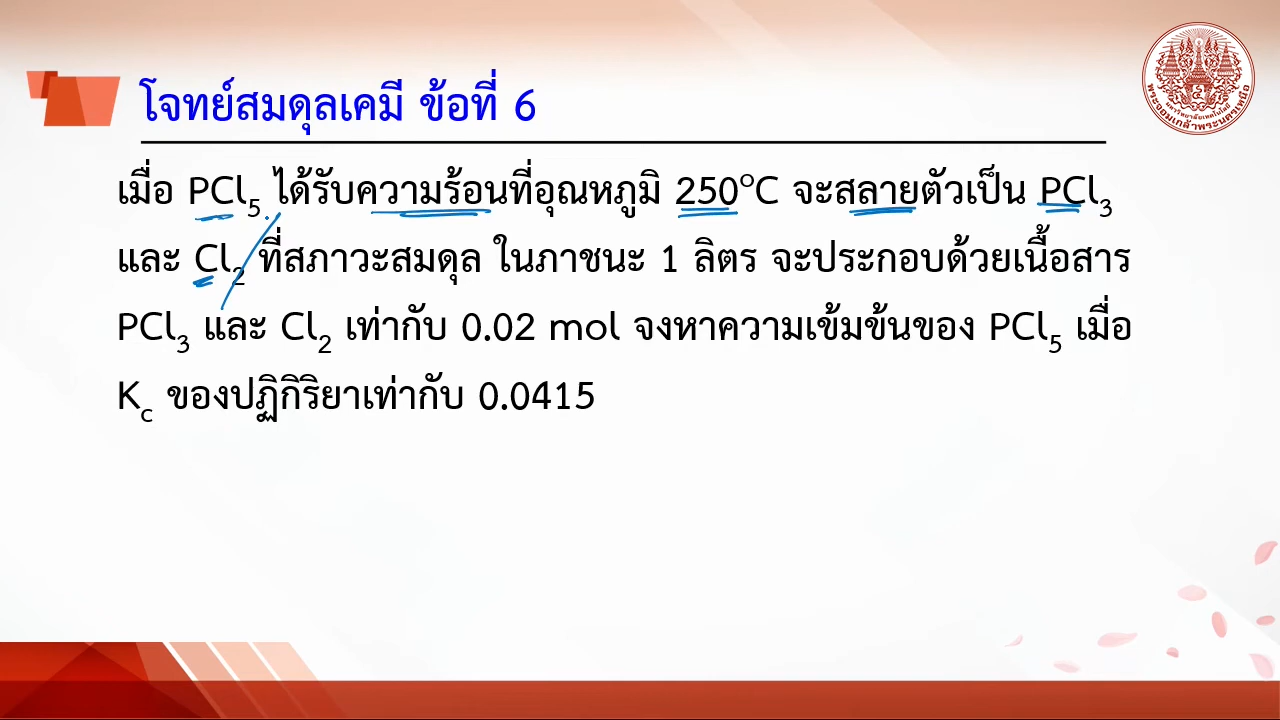 โจทย์สมดุลเคมี ข้อที่ 6
เมื่อ PCl5 ได้รับความร้อนที่อุณหภูมิ 250°C จะสลายตัวเป็น PCl3
และ Cl2 ที่สภาวะสมดุล ในภาชนะ 1 ลิตร จะประกอบด้วยเนื้อสาร
PCl3 และ Cl2 เท่ากับ 0.02 mol จงหาความเข้มข้นของ PCl5 เมื่อ
Kc ของปฏิกิริยาเท่ากับ 0.0415